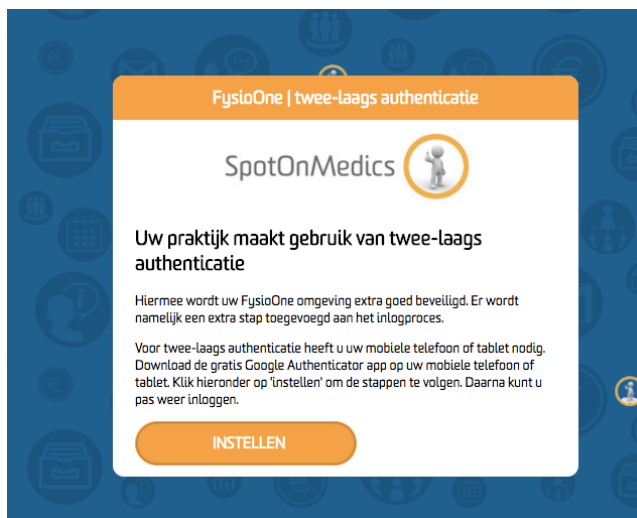 FysioOne | twee-laags authenticatie
SpotOnMedics
Uw praktijk maakt gebruik van twee-laags
authenticatie
Hiermee wordt uw FysioOne omgeving extra goed beveiligd. Er wordt
namelijk een extra stap toegevoegd aan het inlogproces.
Voor twee-laags authenticatie heeft u uw mobiele telefoon of tablet nodig.
Download de gratis Google Authenticator app op uw mobiele telefoon of
tablet. Klik hieronder op 'instellen' om de stappen te volgen. Daarna kunt u
pas weer inloggen.
INSTELLEN